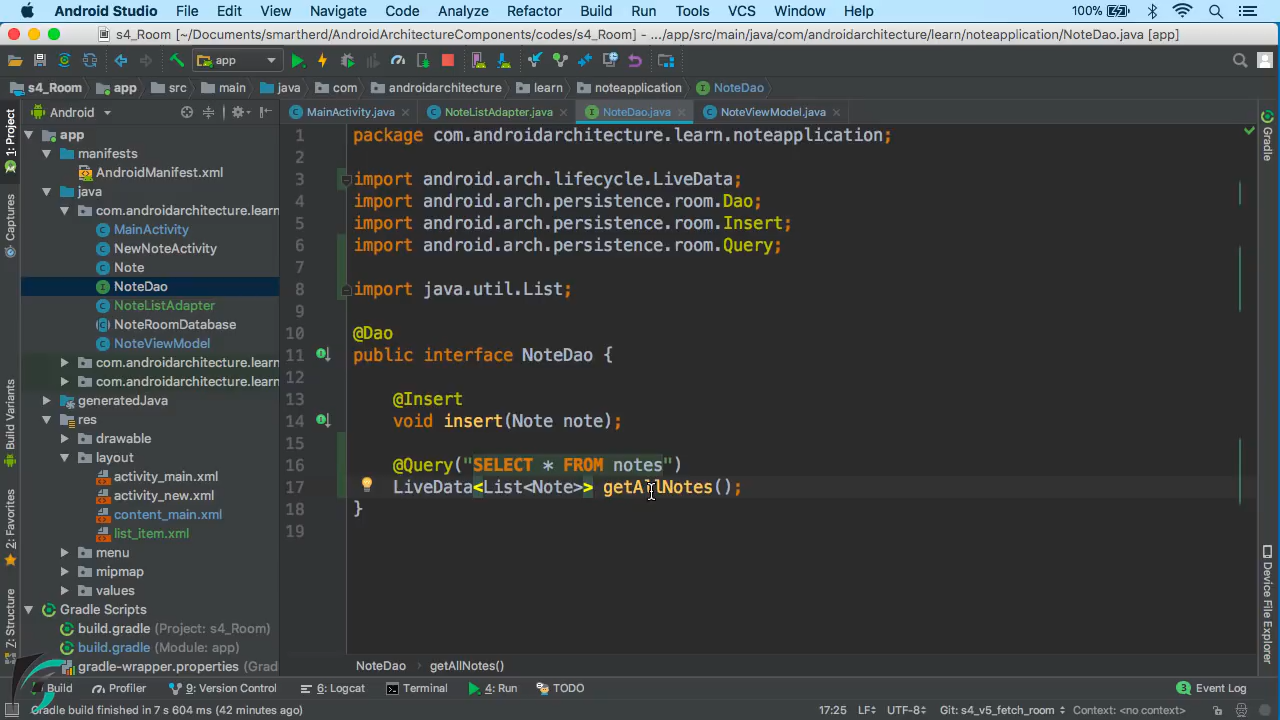 Android Studio File Edit View Navigate Code Analyze Refactor Build Run Tools VCS Window Help 100%
s4_Room [~/Documents/smartherd/AndroidArchitectureComponents/codes/s4_Room] - .../app/src/main/java/com/androidarchitecture/learn/noteapplication/NoteDao.java [app]
app
s4_Room app src main java com androidarchitecture learn noteapplication NoteDao
Android
MainActivity.java NoteListAdapter.java NoteDao.java NoteViewModel.java
1: Project
Captures
Build Variants
2: Favorites
7: Structure
app
manifests
AndroidManifest.xml
java
com.androidarchitecture.learn
MainActivity
NewNoteActivity
Note
NoteDao
NoteListAdapter
NoteRoomDatabase
NoteViewModel
com.androidarchitecture.learn
com.androidarchitecture.learn
generatedJava
res
drawable
layout
activity_main.xml
activity_new.xml
content_main.xml
list_item.xml
menu
mipmap
values
Gradle Scripts
build.gradle (Project: s4_Room)
build.gradle (Module: app)
gradle-wrapper.properties (Grad
1 package com.androidarchitecture.learn.noteapplication;
2
3 import android.arch.lifecycle.LiveData;
4 import android.arch.persistence.room.Dao;
5 import android.arch.persistence.room.Insert;
6 import android.arch.persistence.room.Query;
7
8 import java.util.List;
9
10 @Dao
11 public interface NoteDao {
12
13 @Insert
14 void insert(Note note);
15
16 @Query("SELECT * FROM notes")
17 LiveData<List<Note>> getAllNotes();
18 }
19
Gradle
Device File Explorer
NoteDao › getAllNotes()
Build Profiler 9: Version Control 6: Logcat Terminal 4: Run TODO 3 Event Log
Gradle build finished in 7 s 604 ms (42 minutes ago) 17:25 LF÷ UTF-8÷ Git: s4_v5_fetch_room Context: <no context>